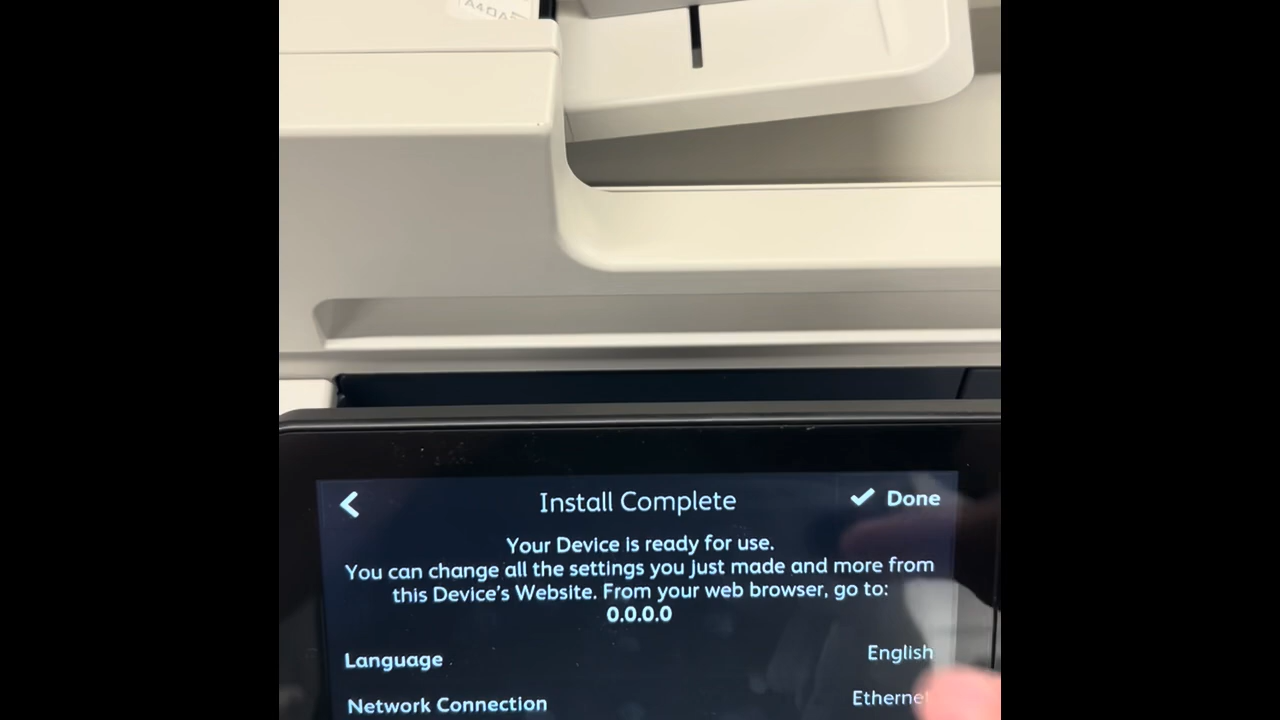 A4
Install Complete
Done
Your Device is ready for use.
You can change all the settings you just made and more from
this Device's Website. From your web browser, go to:
0.0.0.0
Language English
Network Connection Ethernet